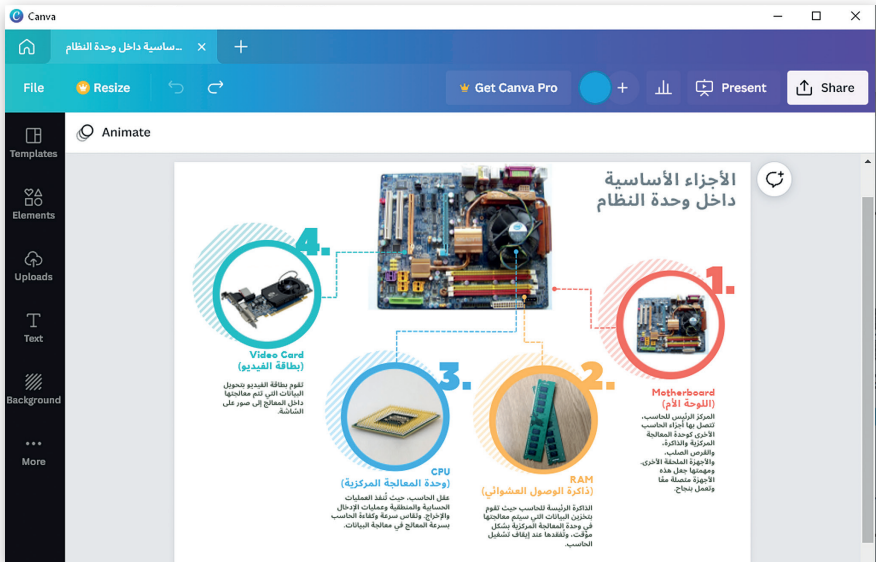 Canva
...ساسية داخل وحدة النظام
File
Resize
Get Canva Pro
Present
Share
Templates
Elements
Uploads
Text
Background
More
Animate
الأجزاء الأساسية
داخل وحدة النظام
1.
Motherboard
(اللوحة الأم)
المركز الرئيس للحاسب،
تتصل بها أجزاء الحاسب
الأخرى كوحدة المعالجة
المركزية والذاكرة،
والقرص الصلب،
والأجهزة الملحقة الأخرى.
ومهمتها جعل هذه
الأجهزة متصلة معًا
وتعمل بنجاح.
2.
RAM
(ذاكرة الوصول العشوائي)
الذاكرة الرئيسة للحاسب حيث تقوم
بتخزين البيانات التي سيتم معالجتها
في وحدة المعالجة المركزية بشكل
مؤقت، وتُفقدها عند إيقاف تشغيل
الحاسب.
3.
CPU
(وحدة المعالجة المركزية)
عقل الحاسب، حيث تُنفذ العمليات
الحسابية والمنطقية وعمليات الإدخال
والإخراج. وتقاس سرعة وكفاءة الحاسب
بسرعة المعالج في معالجة البيانات.
4.
Video Card
(بطاقة الفيديو)
تقوم بطاقة الفيديو بتحويل
البيانات التي تتم معالجتها
داخل المعالج إلى صور على
الشاشة.